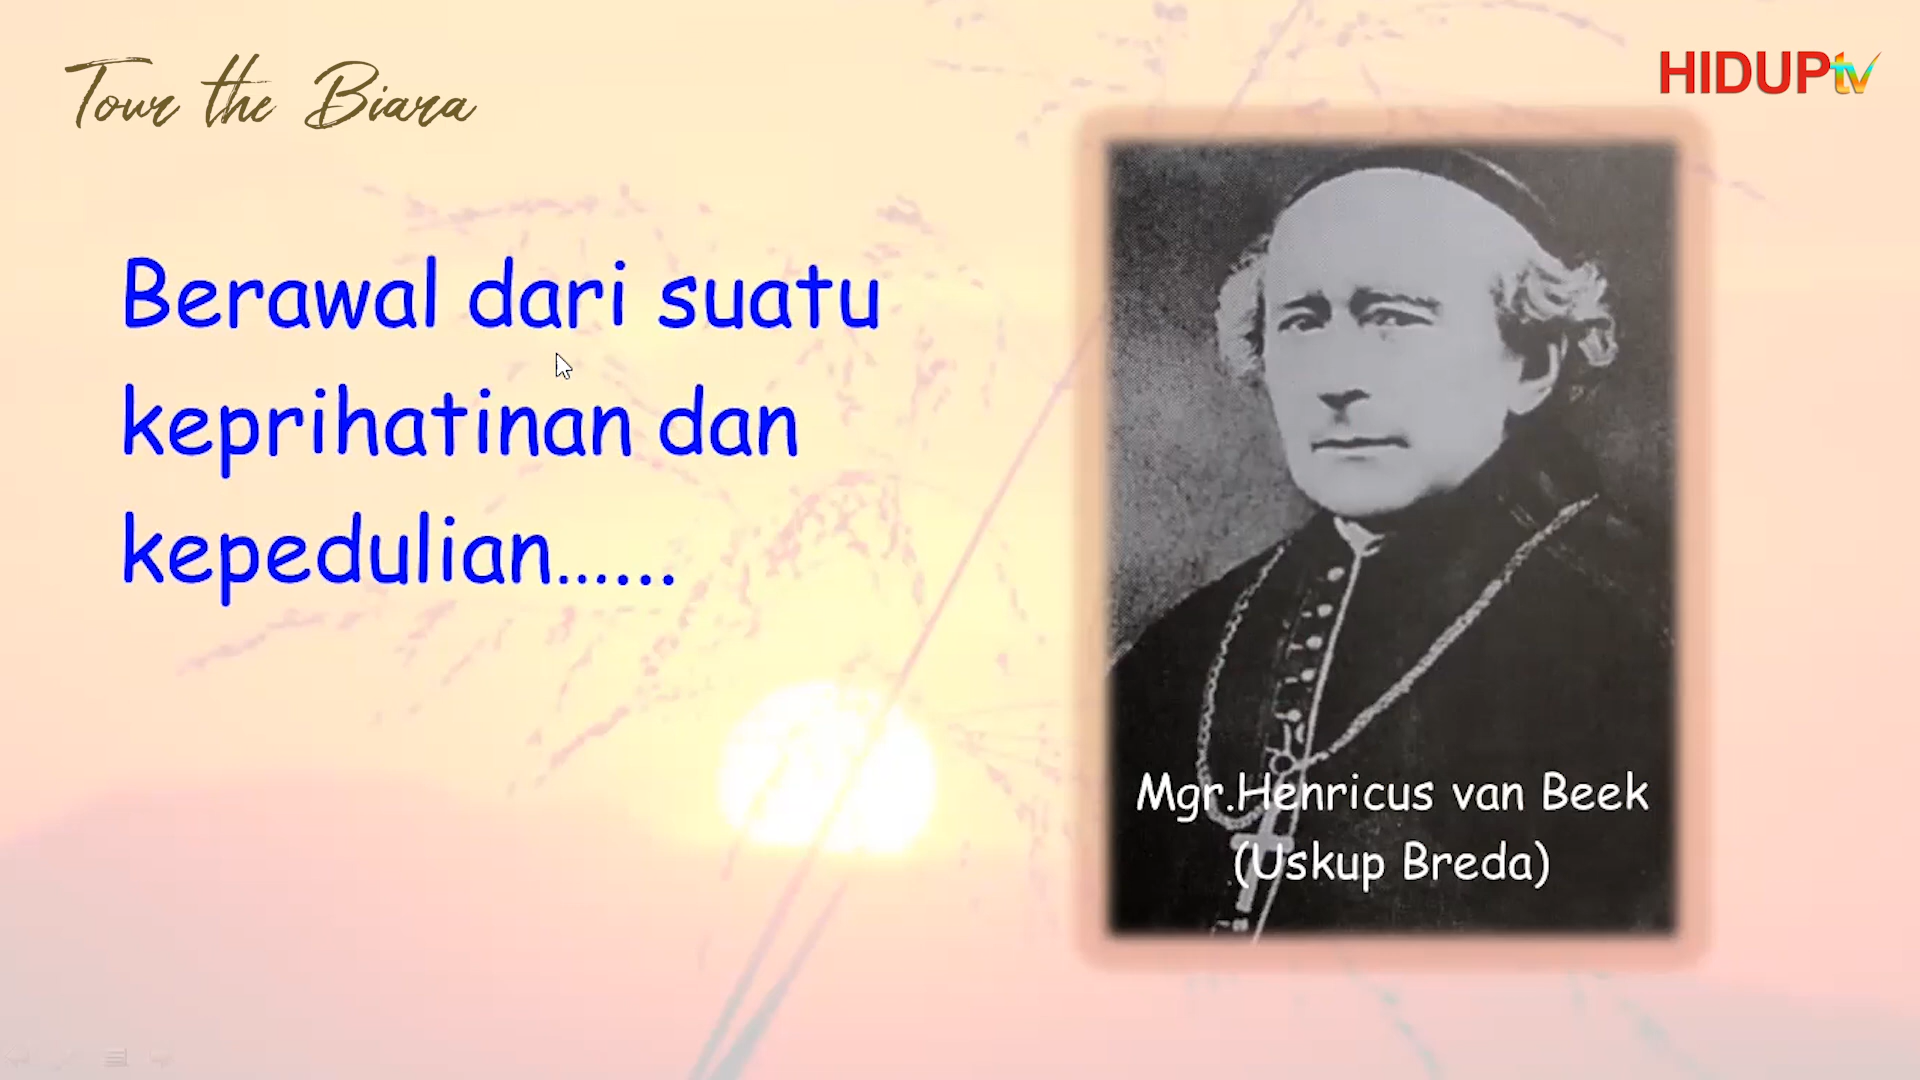 Tour the Biara
HIDUPtv
Berawal dari suatu
keprihatinan dan
kepedulian......
Mgr.Henricus van Beek
(Uskup Breda)